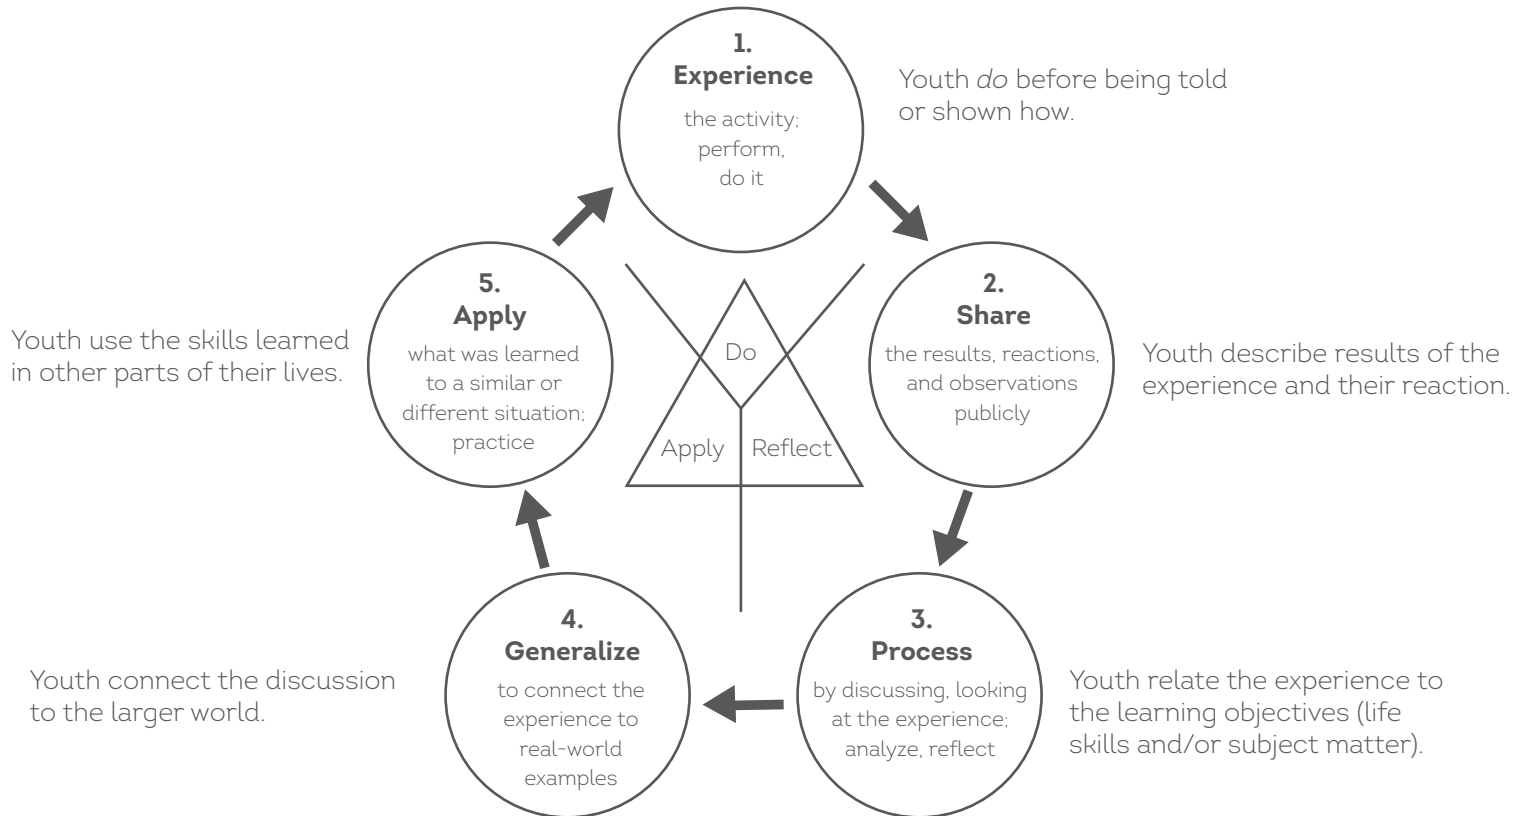 1.
Experience
the activity;
perform,
do it
Youth do before being told
or shown how.
2.
Share
the results, reactions,
and observations
publicly
Youth describe results of the
experience and their reaction.
3.
Process
by discussing, looking
at the experience;
analyze, reflect
Youth relate the experience to
the learning objectives (life
skills and/or subject matter).
4.
Generalize
to connect the
experience to
real-world
examples
Youth connect the discussion
to the larger world.
5.
Apply
what was learned
to a similar or
different situation;
practice
Youth use the skills learned
in other parts of their lives.
Do
Apply
Reflect